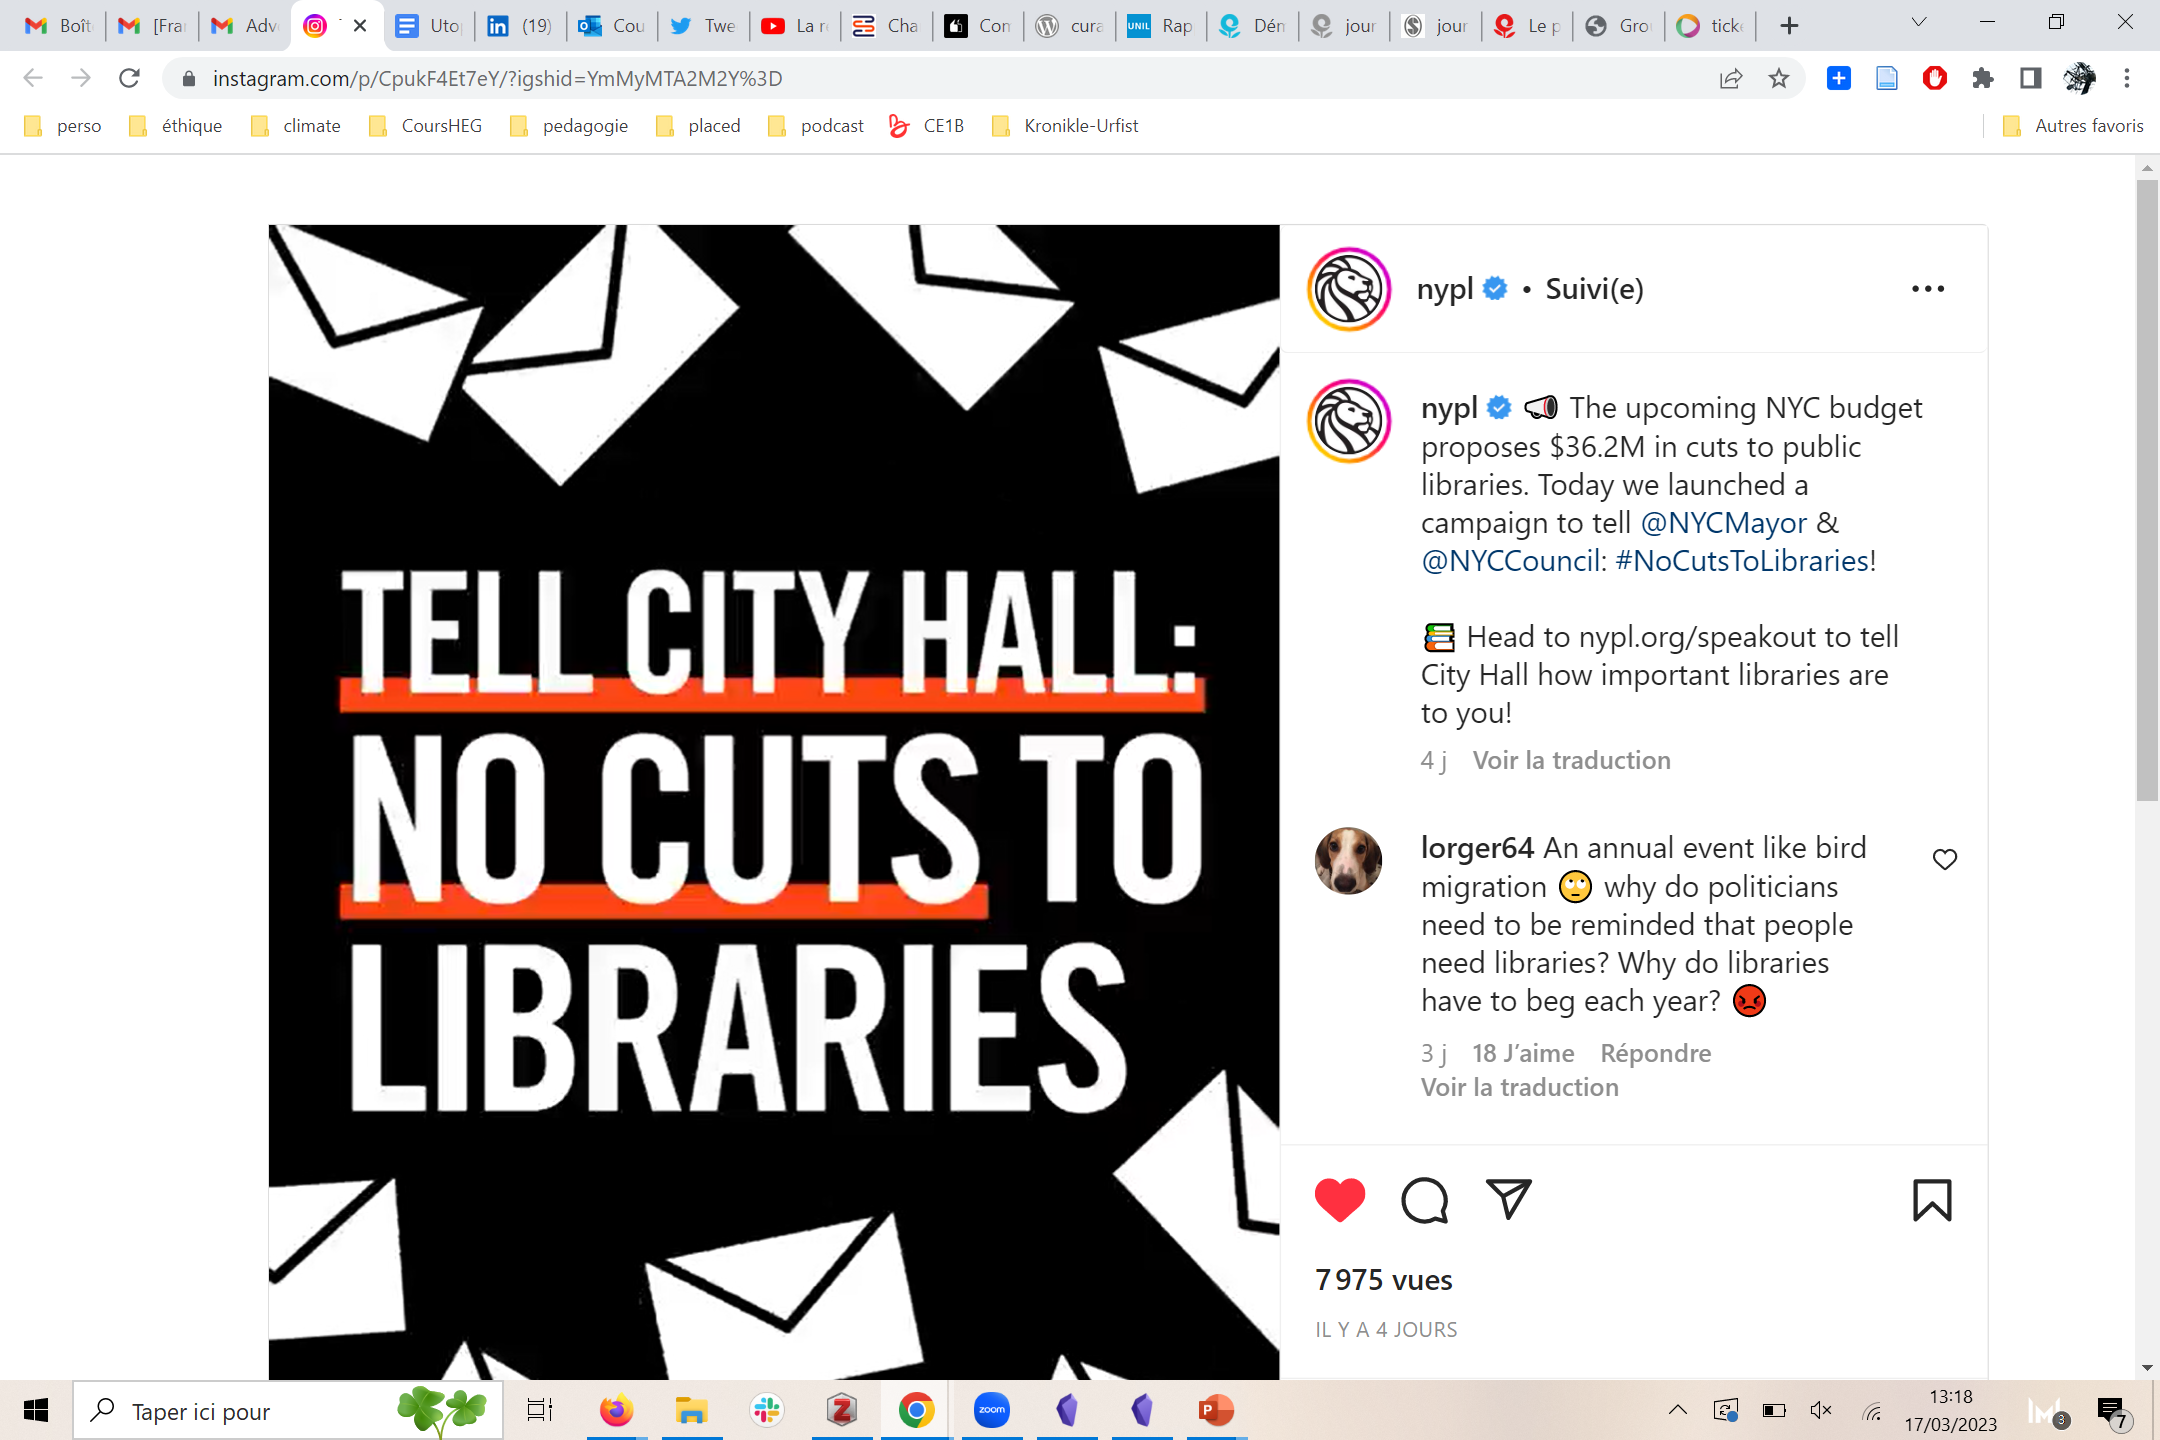 Boît
[Fra
Adv
Uto
(19)
Cou
Twe
La r
Cha
Con
cura
UNIL
Rap
Dém
jour
jour
Le p
Gro
tick
instagram.com/p/CpukF4Et7eY/?igshid=YmMyMTA2M2Y%3D
perso
éthique
climate
CoursHEG
pedagogie
placed
podcast
CE1B
Kronikle-Urfist
Autres favoris
TELL CITY HALL:
NO CUTS TO
LIBRARIES
nypl • Suivi(e)
nypl 📣 The upcoming NYC budget
proposes $36.2M in cuts to public
libraries. Today we launched a
campaign to tell @NYCMayor &
@NYCCouncil: #NoCutsToLibraries!
📚 Head to nypl.org/speakout to tell
City Hall how important libraries are
to you!
4 j Voir la traduction
lorger64 An annual event like bird
migration 🙄 why do politicians
need to be reminded that people
need libraries? Why do libraries
have to beg each year? 😡
3 j 18 J’aime Répondre
Voir la traduction
7 975 vues
IL Y A 4 JOURS
Taper ici pour
zoom
13:18
17/03/2023
3
7